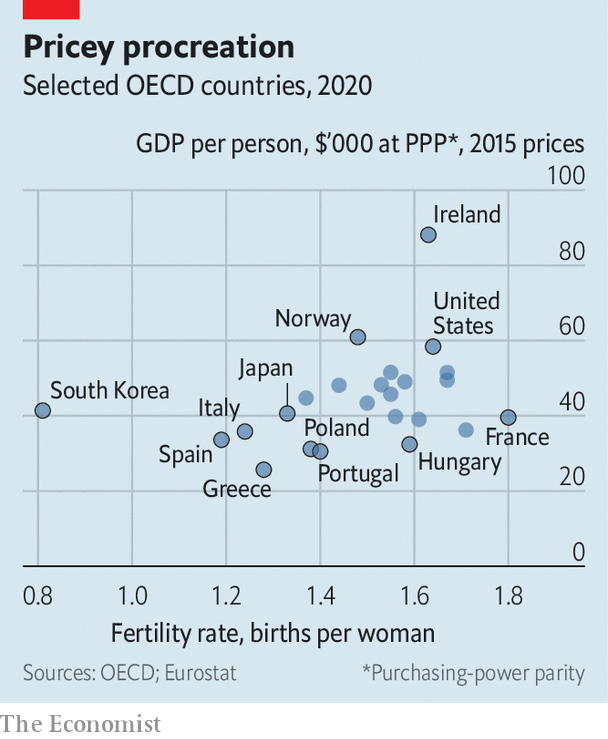 Pricey procreation
Selected OECD countries, 2020
GDP per person, $'000 at PPP*, 2015 prices
100
Ireland
80
United
States
Norway
60
Japan
South Korea
Italy
40
Poland
France
Spain
Hungary
Portugal
Greece
20
0
0.8 1.0 1.2 1.4 1.6 1.8
Fertility rate, births per woman
Sources: OECD; Eurostat *Purchasing-power parity
The Economist